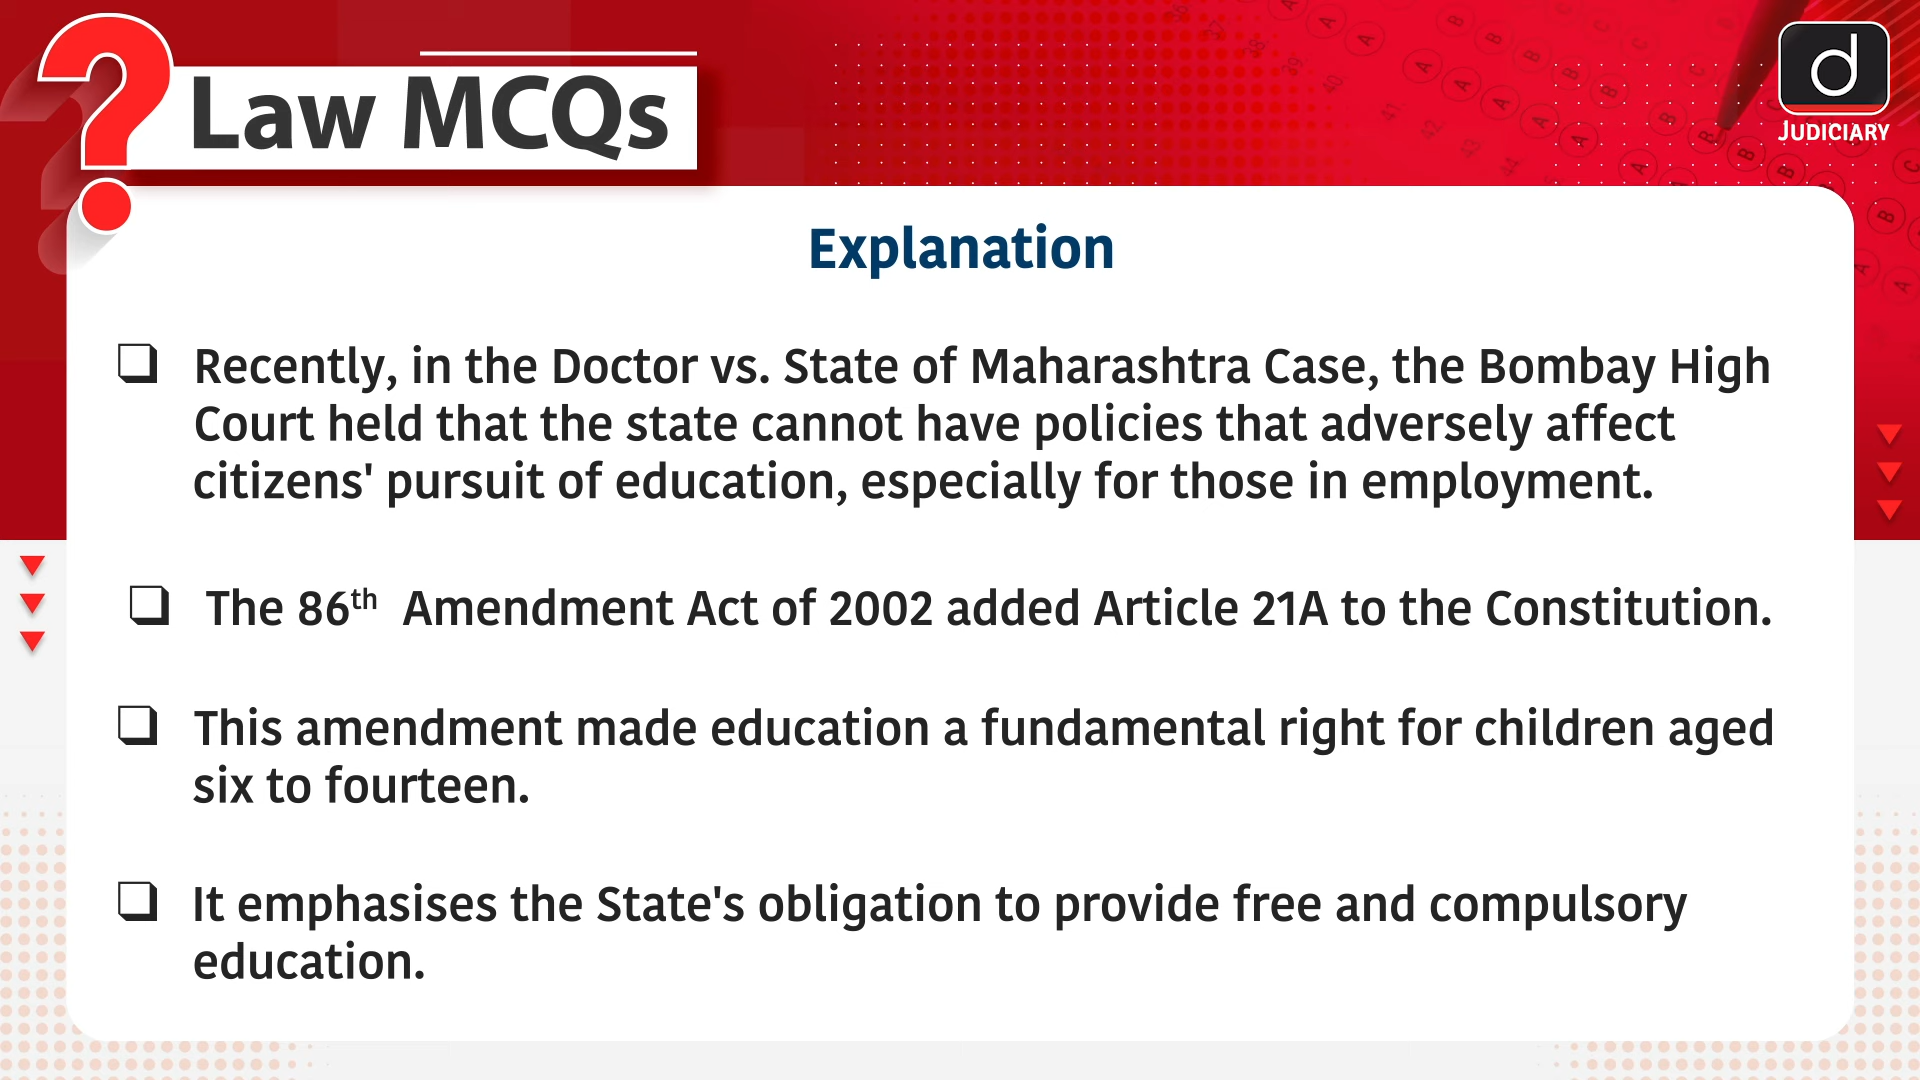 Law MCQs
d
JUDICIARY
Explanation
❑ Recently, in the Doctor vs. State of Maharashtra Case, the Bombay High
Court held that the state cannot have policies that adversely affect
citizens' pursuit of education, especially for those in employment.
❑ The 86th Amendment Act of 2002 added Article 21A to the Constitution.
❑ This amendment made education a fundamental right for children aged
six to fourteen.
❑ It emphasises the State's obligation to provide free and compulsory
education.